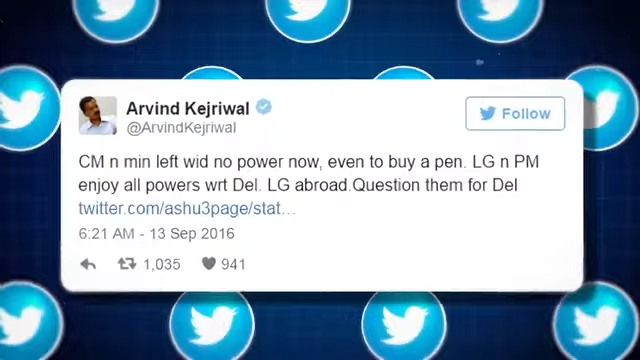 Arvind Kejriwal
Follow
@ArvindKejriwal
CM n min left wid no power now, even to buy a pen. LG n PM
enjoy all powers wrt Del. LG abroad.Question them for Del
twitter.com/ashu3page/stat...
6:21 AM - 13 Sep 2016
1,035 941